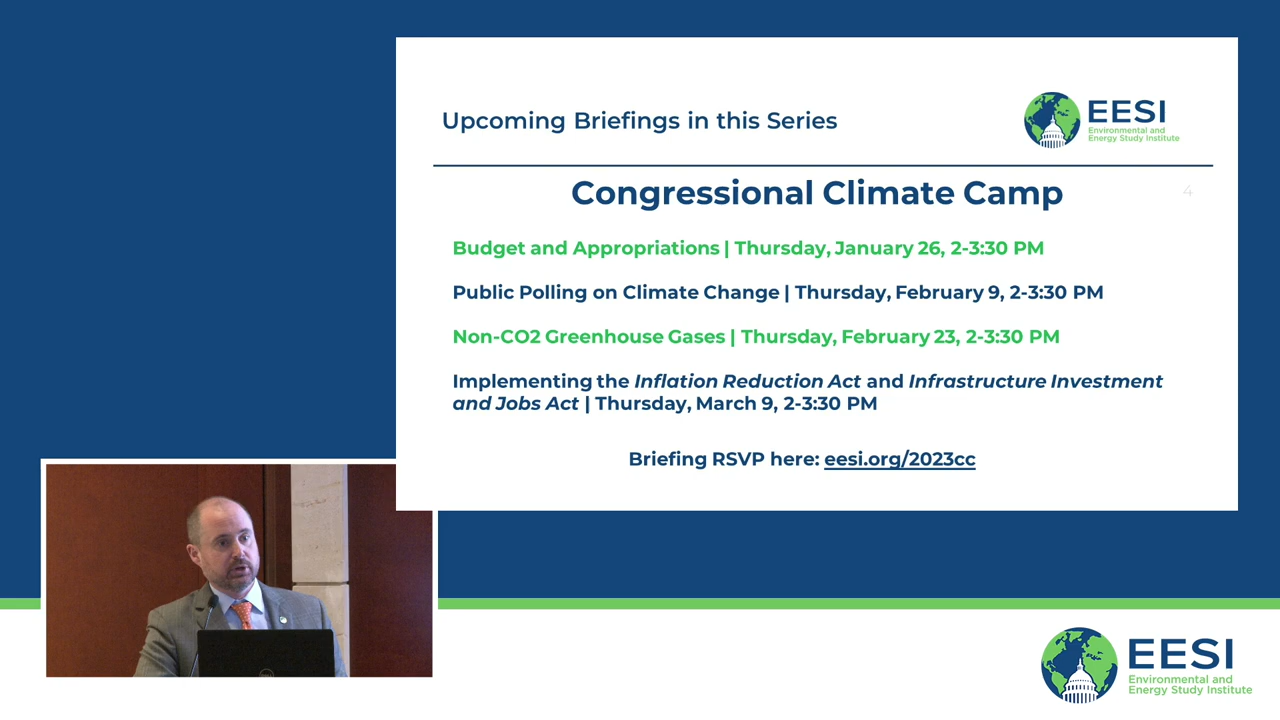 Upcoming Briefings in this Series
EESI
Environmental and
Energy Study Institute
Congressional Climate Camp
4
Budget and Appropriations | Thursday, January 26, 2-3:30 PM
Public Polling on Climate Change | Thursday, February 9, 2-3:30 PM
Non-CO2 Greenhouse Gases | Thursday, February 23, 2-3:30 PM
Implementing the Inflation Reduction Act and Infrastructure Investment
and Jobs Act | Thursday, March 9, 2-3:30 PM
Briefing RSVP here: eesi.org/2023cc
DELL
EESI
Environmental and
Energy Study Institute